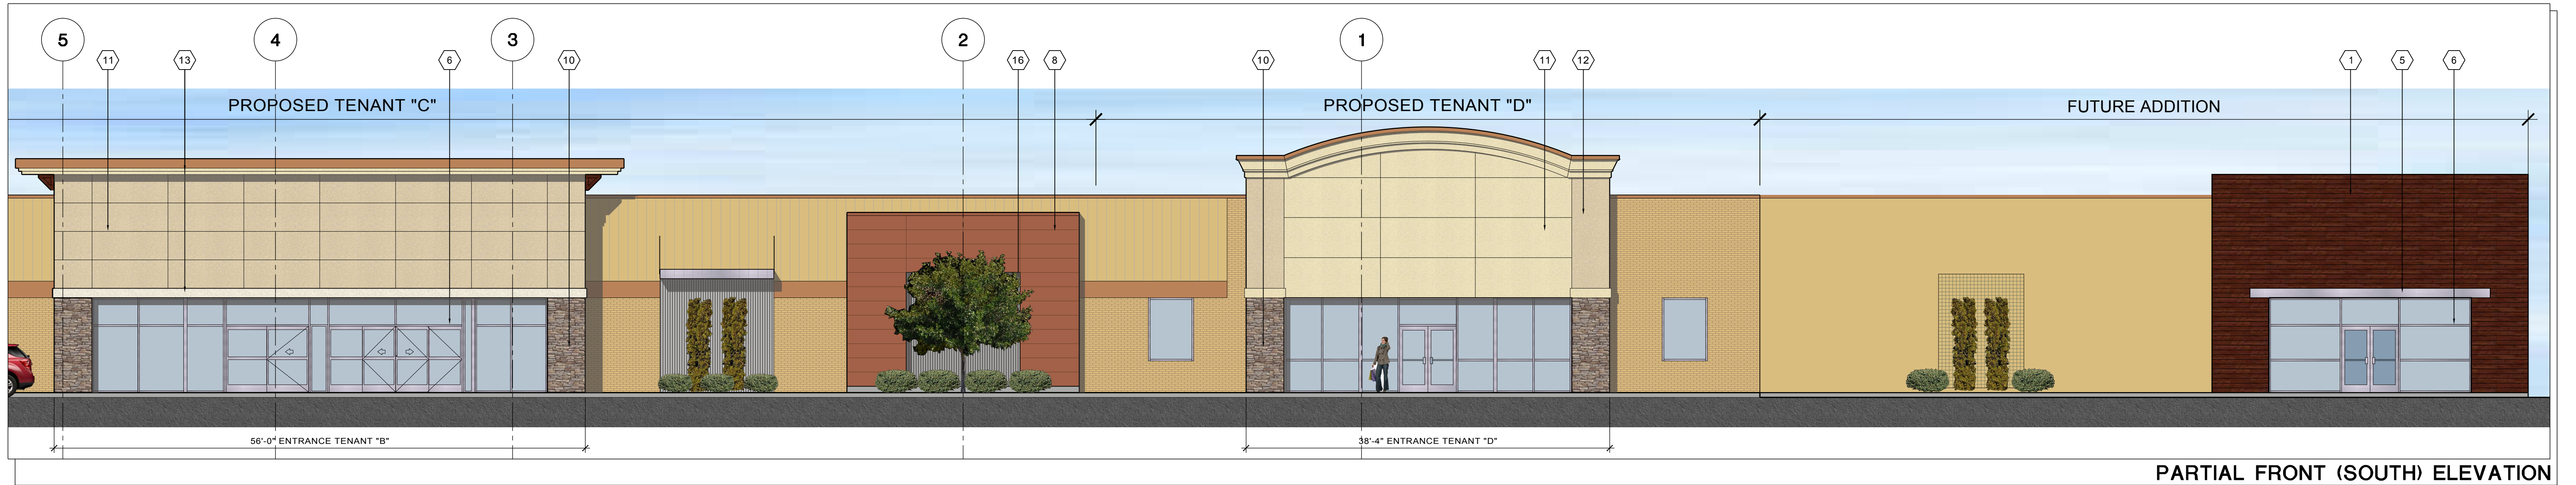 5 4 3 2 1
11 13 6 10 16 8 10 11 12 1 5 6
PROPOSED TENANT "C" PROPOSED TENANT "D" FUTURE ADDITION
56'-0" ENTRANCE TENANT "B" 38'-4" ENTRANCE TENANT "D"
PARTIAL FRONT (SOUTH) ELEVATION